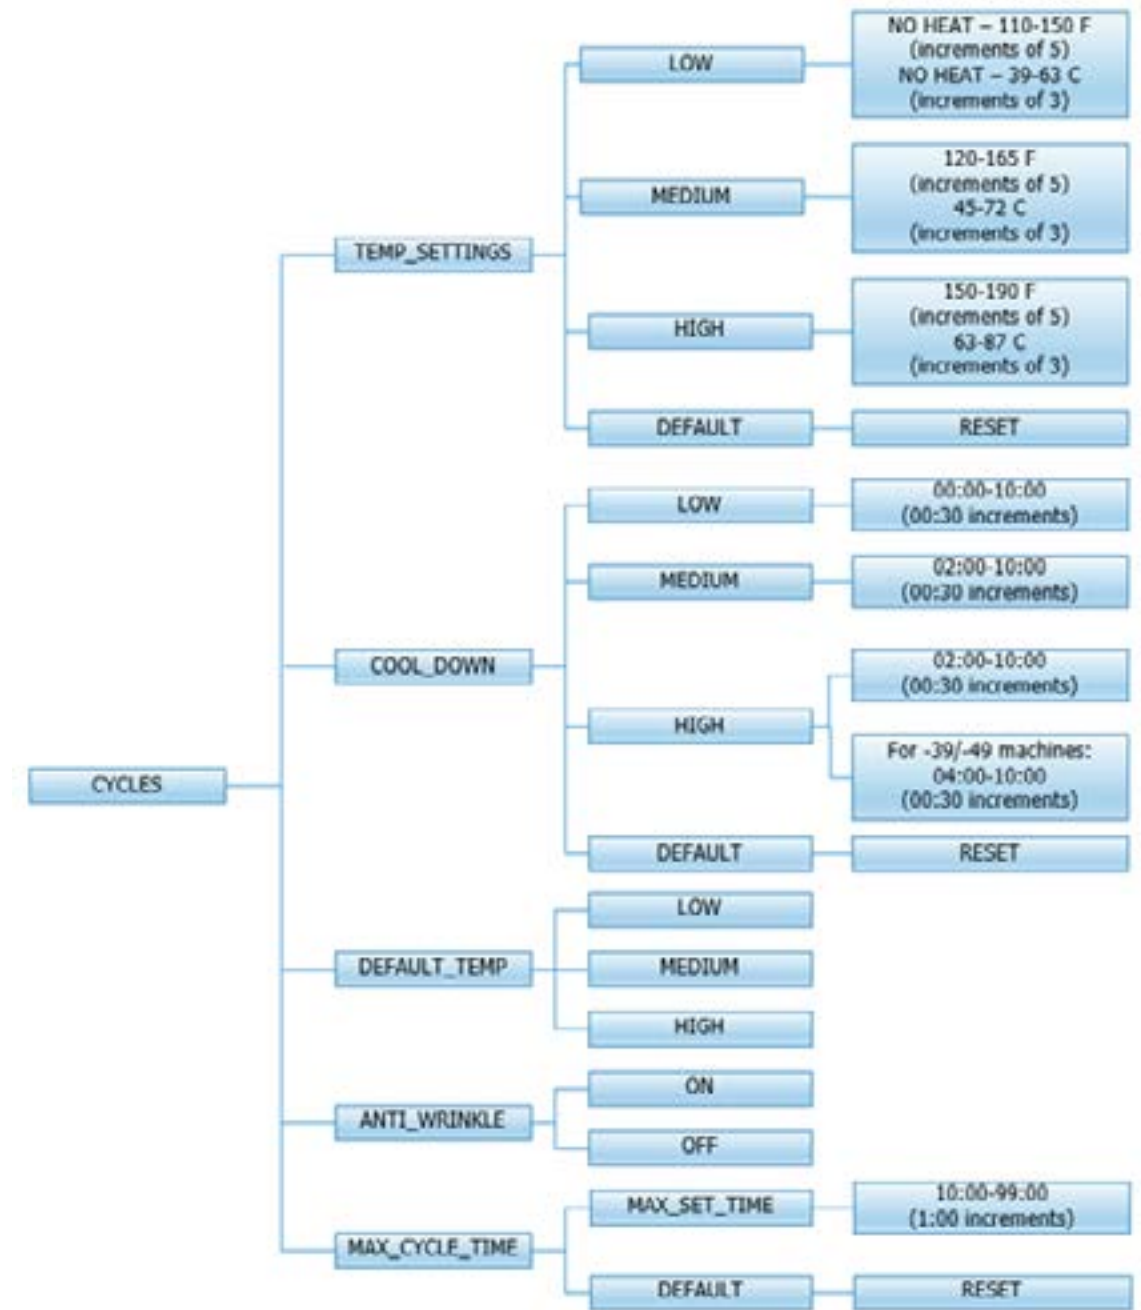 CYCLES
TEMP_SETTINGS
LOW
NO HEAT – 110-150 F
(increments of 5)
NO HEAT – 39-63 C
(increments of 3)
MEDIUM
120-165 F
(increments of 5)
45-72 C
(increments of 3)
HIGH
150-190 F
(increments of 5)
63-87 C
(increments of 3)
DEFAULT
RESET
COOL_DOWN
LOW
00:00-10:00
(00:30 increments)
MEDIUM
02:00-10:00
(00:30 increments)
HIGH
02:00-10:00
(00:30 increments)
For -39/-49 machines:
04:00-10:00
(00:30 increments)
DEFAULT
RESET
DEFAULT_TEMP
LOW
MEDIUM
HIGH
ANTI_WRINKLE
ON
OFF
MAX_CYCLE_TIME
MAX_SET_TIME
10:00-99:00
(1:00 increments)
DEFAULT
RESET